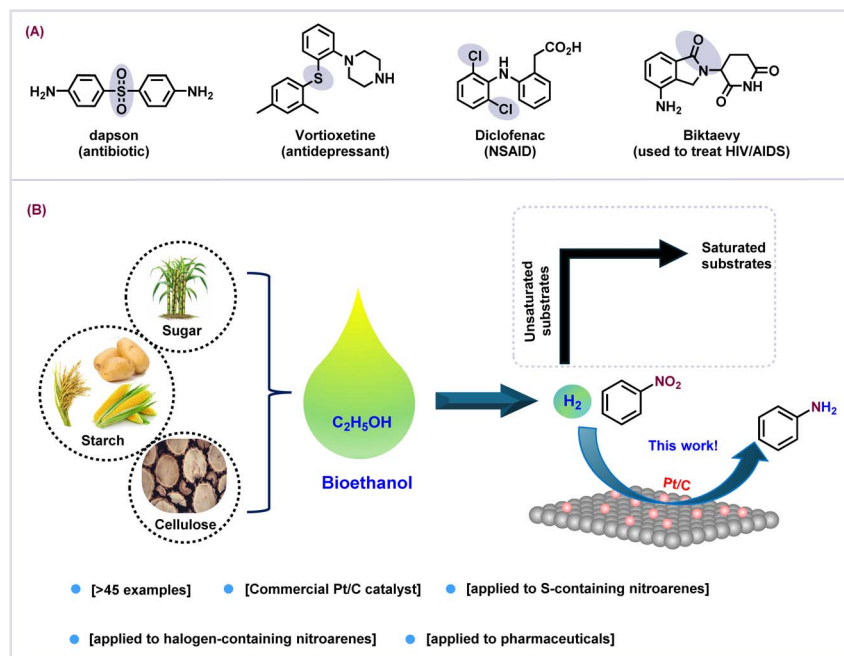 (A)
H₂N
O
S
O
NH₂
dapson
(antibiotic)
N
NH
S
Vortioxetine
(antidepressant)
Cl
H
N
CO₂H
Cl
Diclofenac
(NSAID)
O
N
O
NH
O
NH₂
Biktaevy
(used to treat HIV/AIDS)
(B)
Sugar
Starch
Cellulose
C₂H₅OH
Bioethanol
Unsaturated
substrates
Saturated
substrates
H₂
NO₂
This work!
NH₂
Pt/C
[>45 examples]
[Commercial Pt/C catalyst]
[applied to S-containing nitroarenes]
[applied to halogen-containing nitroarenes]
[applied to pharmaceuticals]